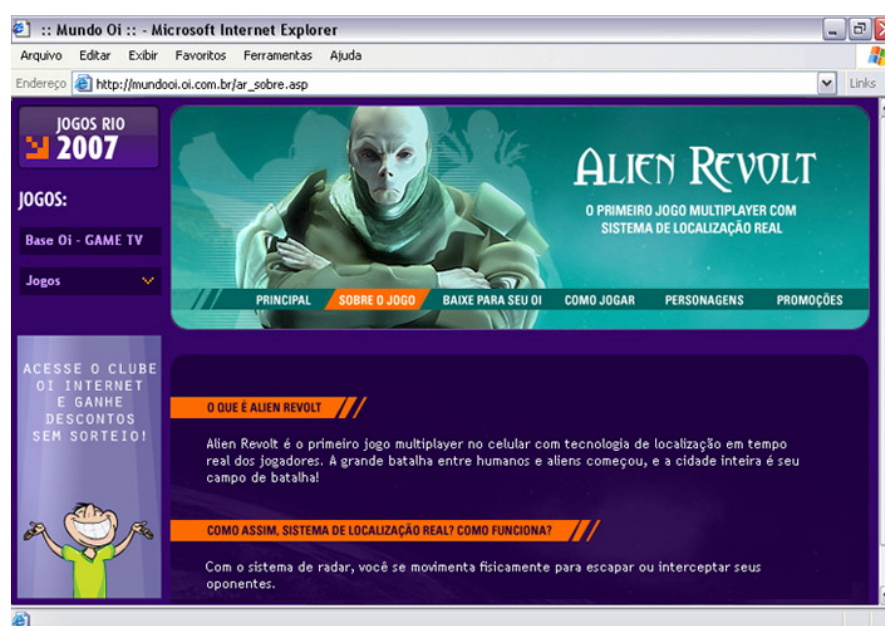 :: Mundo Oi :: - Microsoft Internet Explorer
Arquivo Editar Exibir Favoritos Ferramentas Ajuda
Endereço http://mundooi.oi.com.br/ar_sobre.asp Links
JOGOS RIO
2007
JOGOS:
Base Oi - GAME TV
Jogos
ACESSE O CLUBE
OI INTERNET
E GANHE
DESCONTOS
SEM SORTEIO!
ALIEN REVOLT
O PRIMEIRO JOGO MULTIPLAYER COM
SISTEMA DE LOCALIZAÇÃO REAL
PRINCIPAL SOBRE O JOGO BAIXE PARA SEU OI COMO JOGAR PERSONAGENS PROMOÇÕES
O QUE É ALIEN REVOLT
Alien Revolt é o primeiro jogo multiplayer no celular com tecnologia de localização em tempo
real dos jogadores. A grande batalha entre humanos e aliens começou, e a cidade inteira é seu
campo de batalha!
COMO ASSIM, SISTEMA DE LOCALIZAÇÃO REAL? COMO FUNCIONA?
Com o sistema de radar, você se movimenta fisicamente para escapar ou interceptar seus
oponentes.